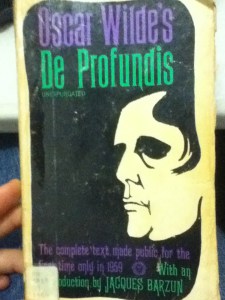 Oscar Wilde's
De Profundis
(UNEXPURGATED)
The complete text made public for the
time only in 1959
With an
by JACQUES BARZUN